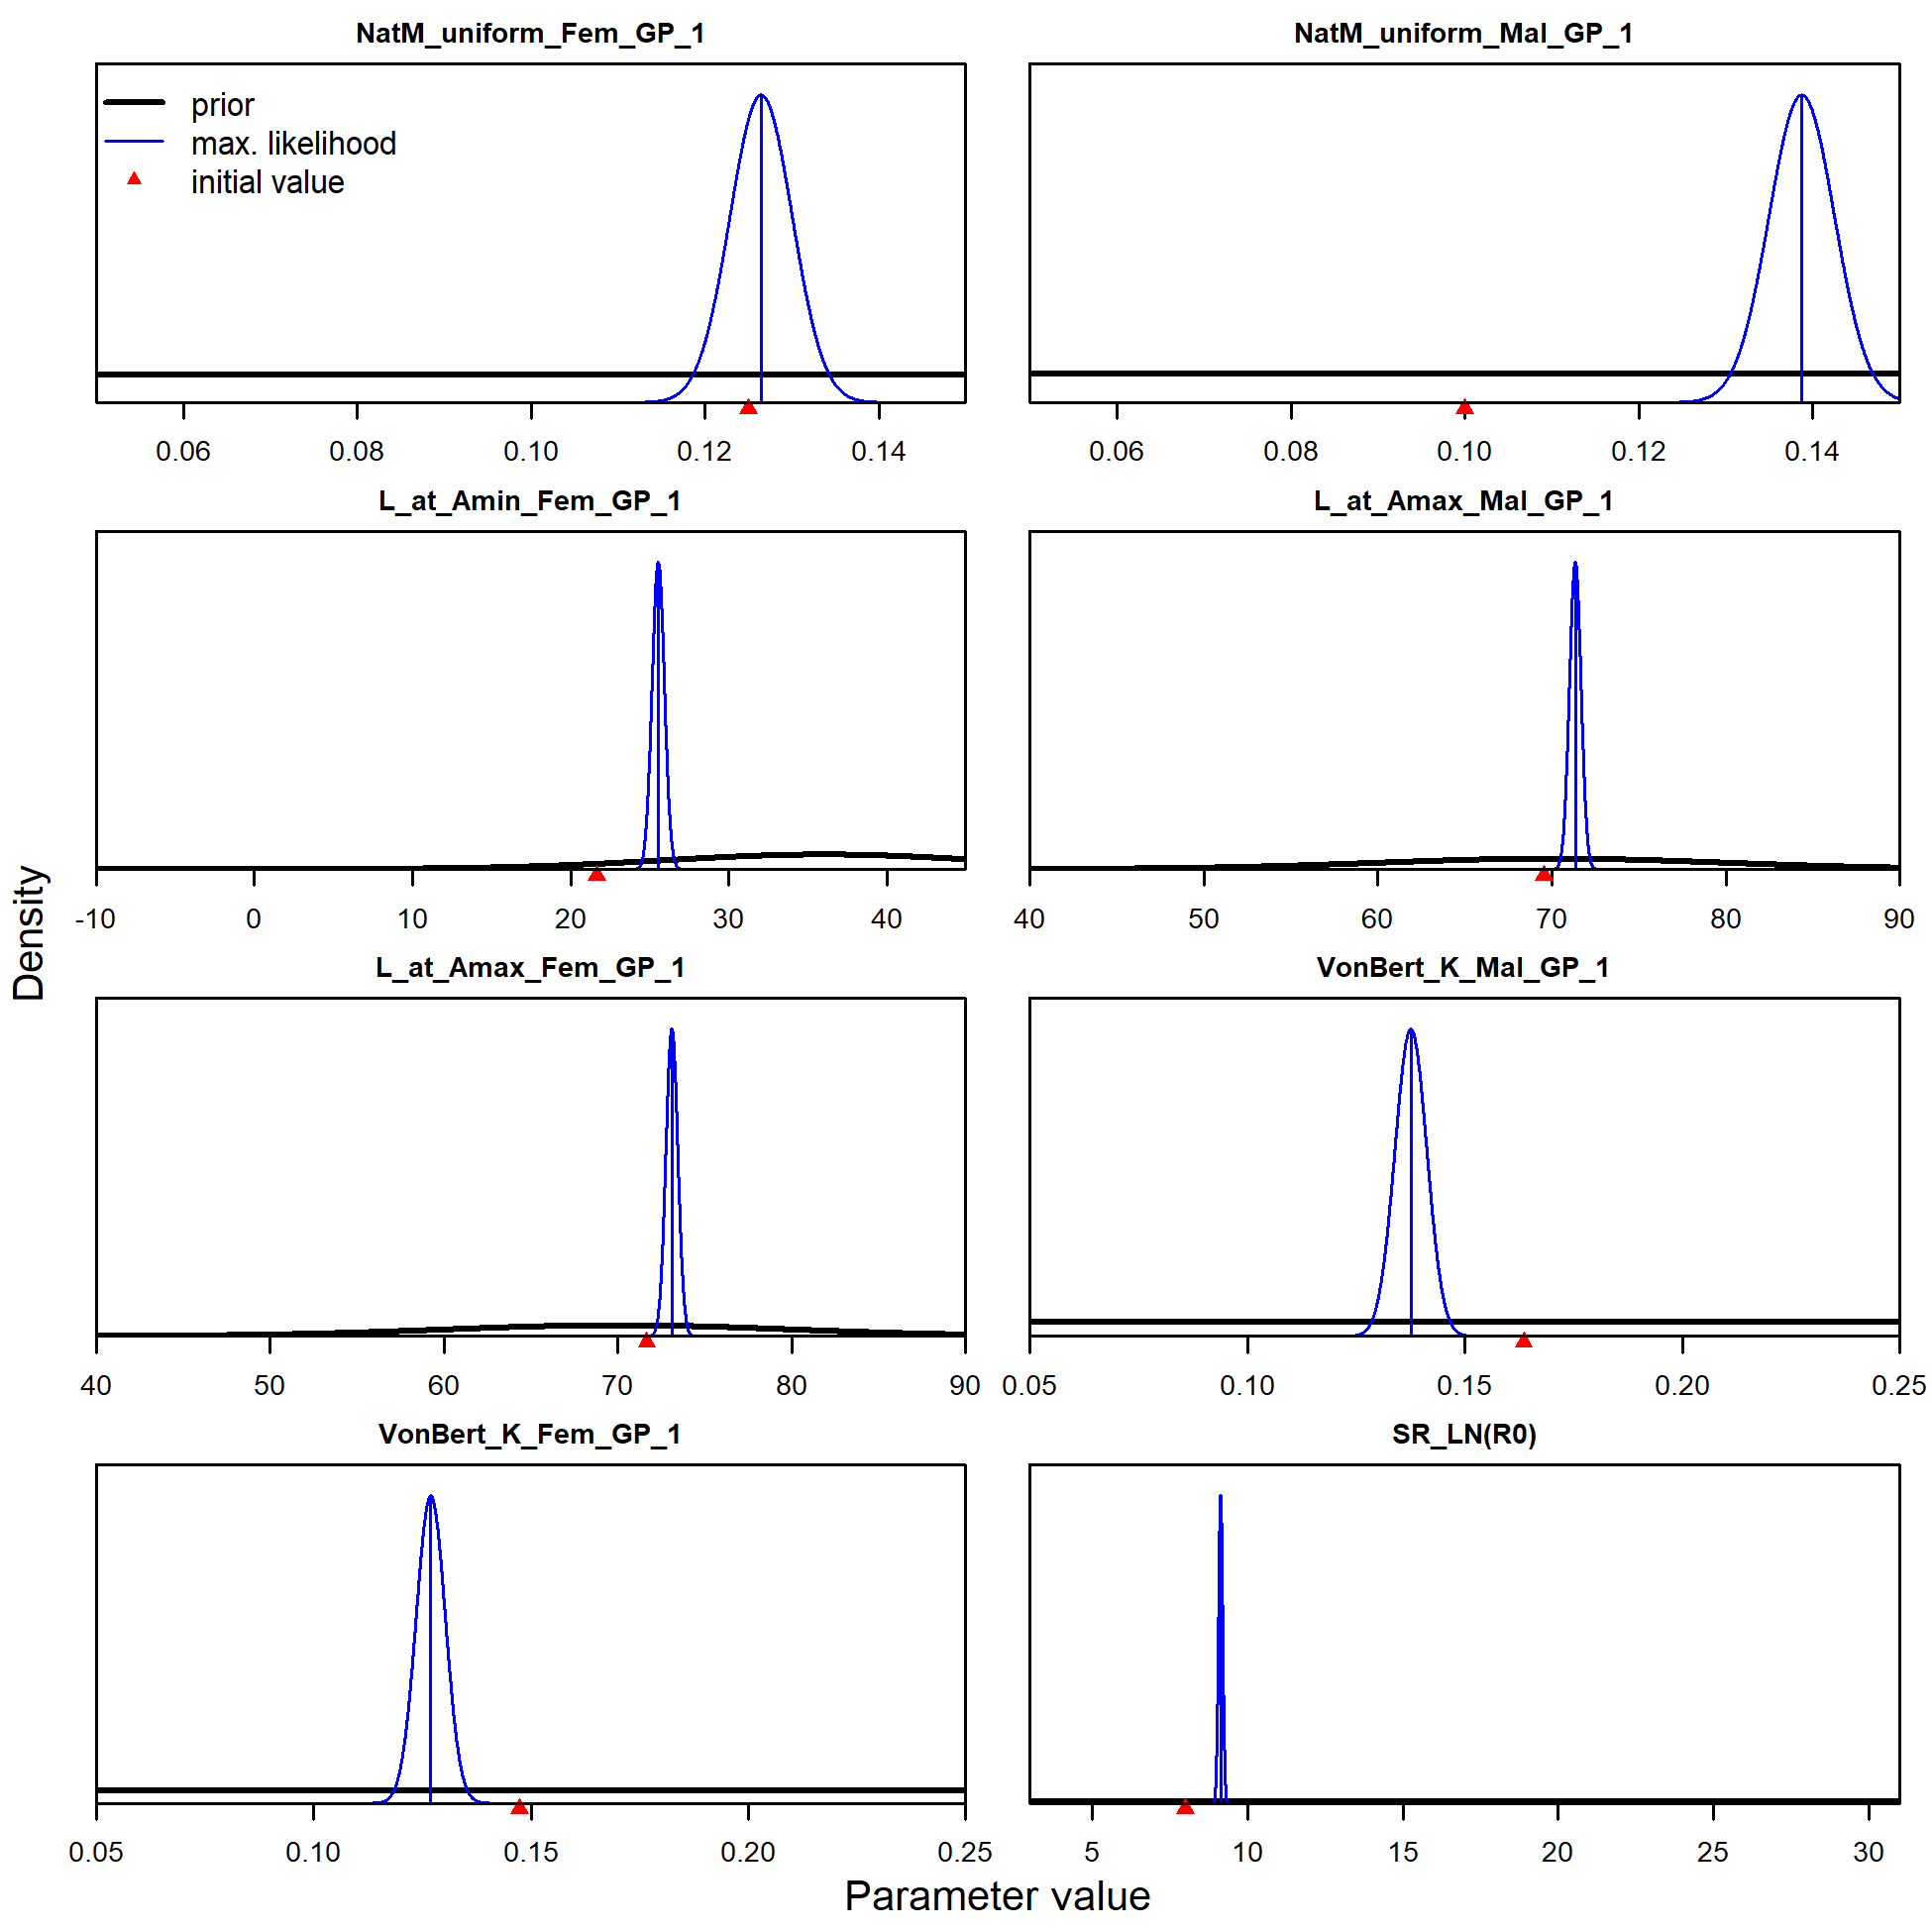 NatM_uniform_Fem_GP_1
prior
max. likelihood
initial value
0.06 0.08 0.10 0.12 0.14
NatM_uniform_Mal_GP_1
0.06 0.08 0.10 0.12 0.14
L_at_Amin_Fem_GP_1
-10 0 10 20 30 40
L_at_Amax_Mal_GP_1
40 50 60 70 80 90
L_at_Amax_Fem_GP_1
40 50 60 70 80 90
VonBert_K_Mal_GP_1
0.05 0.10 0.15 0.20 0.25
VonBert_K_Fem_GP_1
0.05 0.10 0.15 0.20 0.25
SR_LN(R0)
5 10 15 20 25 30
Density
Parameter value